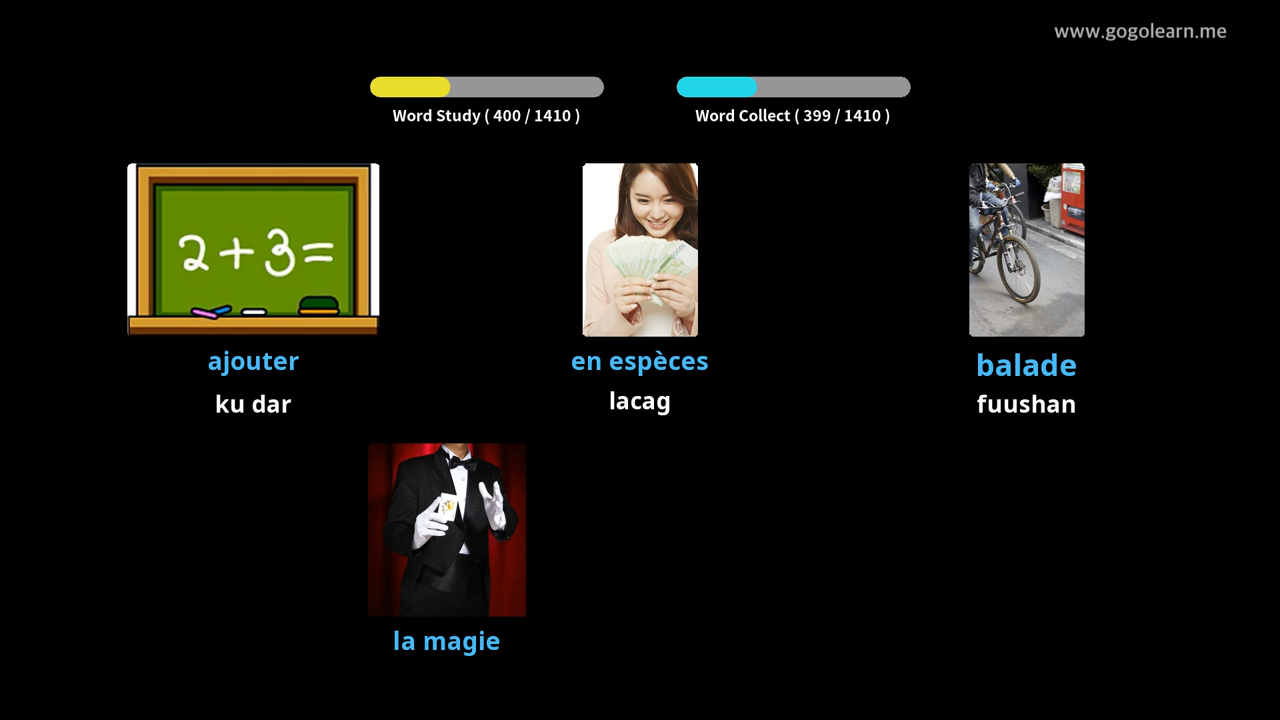 www.gogolearn.me
Word Study ( 400 / 1410 )
Word Collect ( 399 / 1410 )
2+3=
ajouter
ku dar
en espèces
lacag
balade
fuushan
la magie